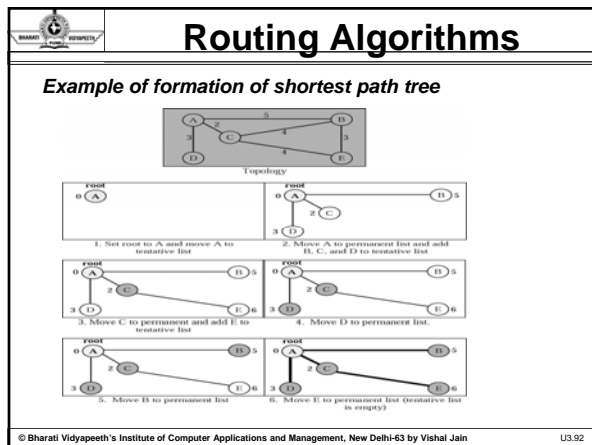 BHARATI
VIDYAPEETH
PUNE
Routing Algorithms
Example of formation of shortest path tree
A 5 B
2
3 C 4 3
4
D E
Topology
root
0 A
1. Set root to A and move A to
tentative list
root
0 A B 5
2 C
3 D
2. Move A to permanent list and add
B, C, and D to tentative list
root
0 A B 5
2 C
3 D E 6
3. Move C to permanent and add E to
tentative list
root
0 A B 5
2 C
3 D E 6
4. Move D to permanent list.
root
0 A B 5
2 C
3 D E 6
5. Move B to permanent list
root
0 A B 5
2 C
3 D E 6
6. Move E to permanent list (tentative list
is empty)
© Bharati Vidyapeeth's Institute of Computer Applications and Management, New Delhi-63 by Vishal Jain U3.92